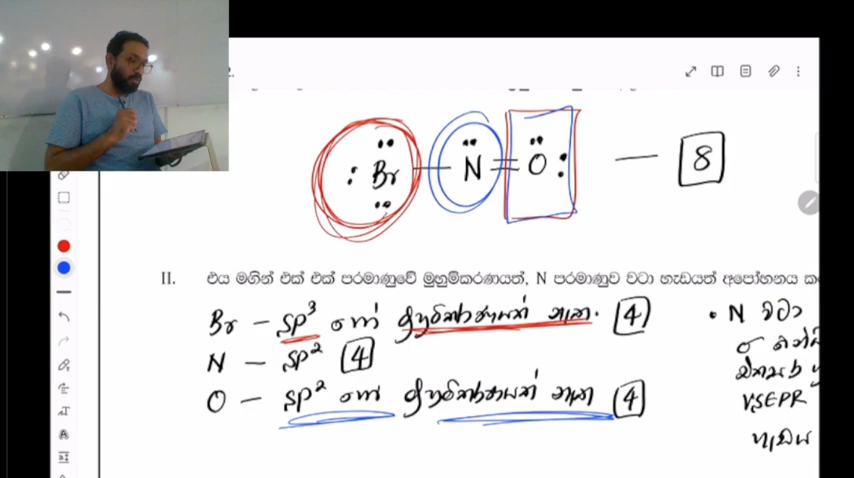 Br — N = O — 8
II. එය මගින් එක් එක් පරමාණුවේ මුහුම්කරණයත්, N පරමාණුව වටා හැඩයත් අපෝහනය
Br – sp³ හෝ මුහුම්කරණයක් නැත. 4
N – sp² 4
O – sp² හෝ මුහුම්කරණයක් නැත 4
• N වටා
σ
VSEPR
හැඩය